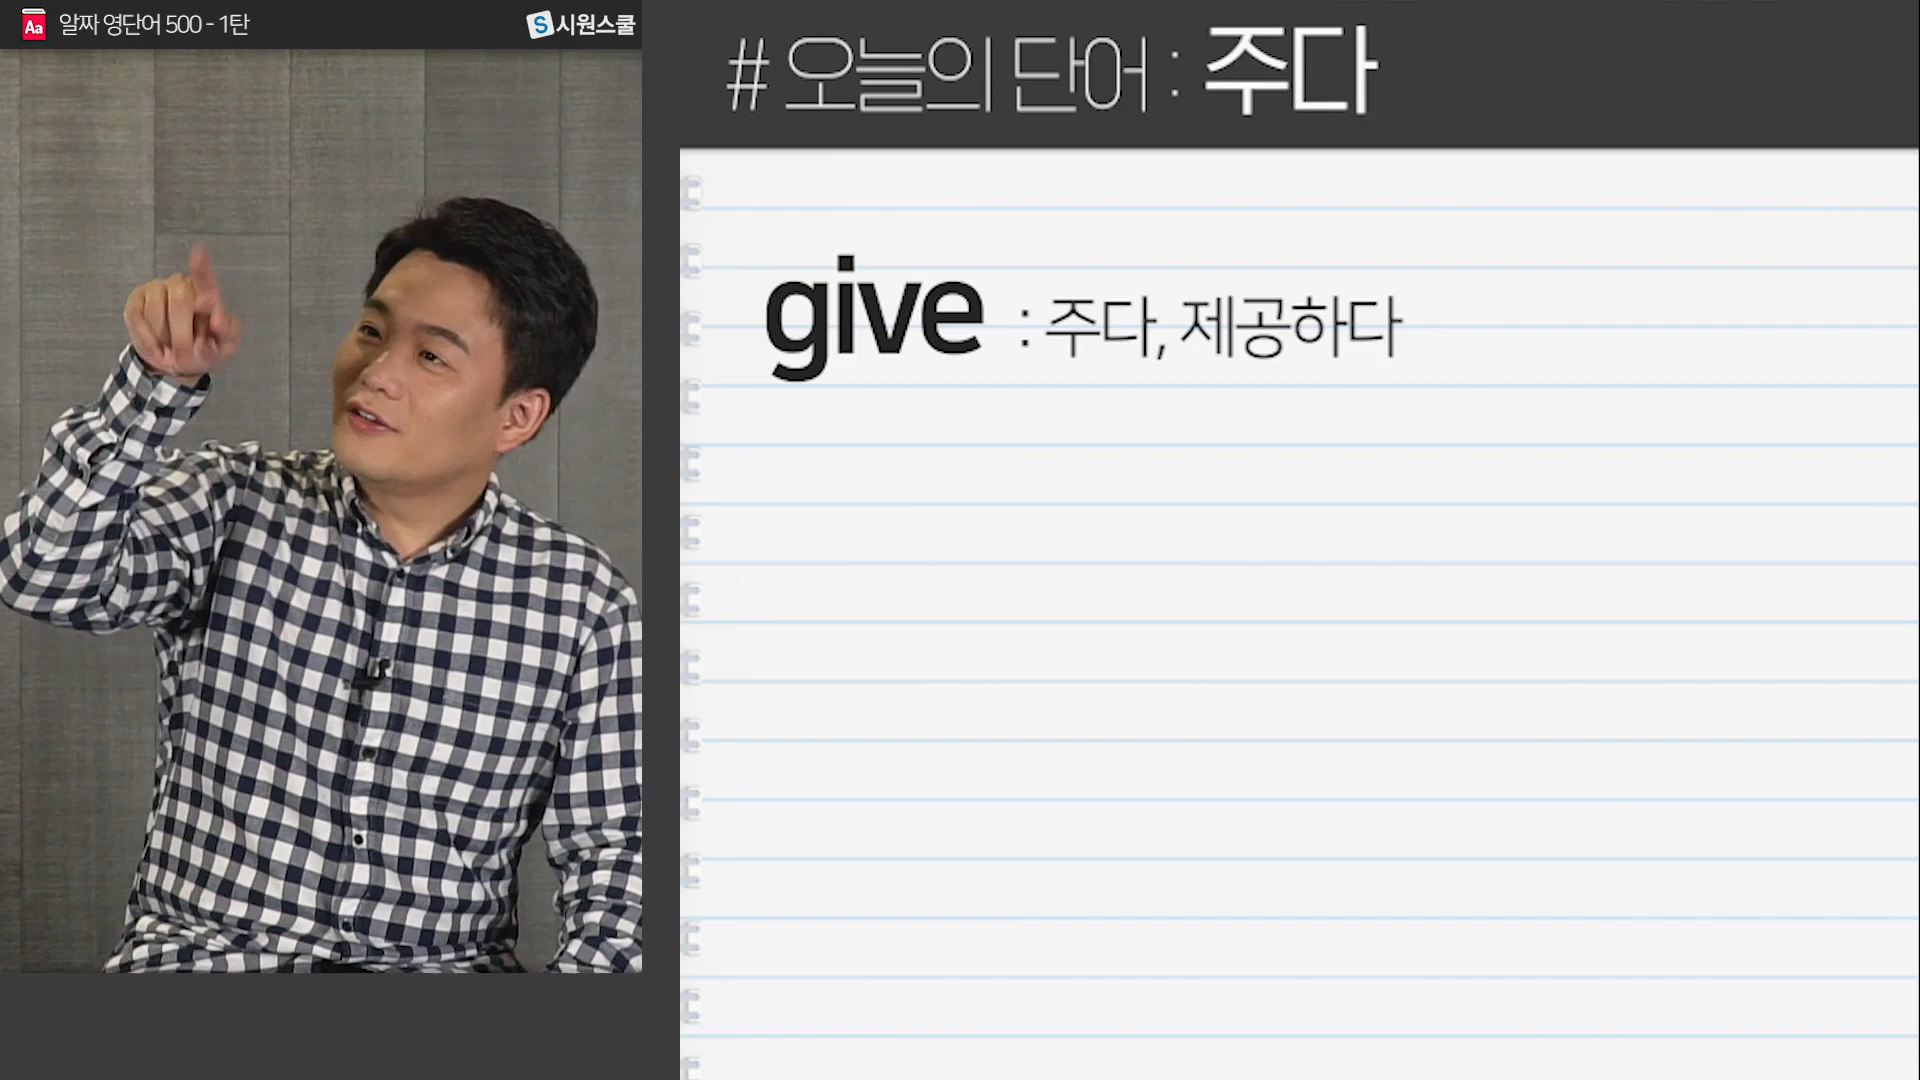 Aa 알짜 영단어 500 - 1탄
S 시원스쿨
# 오늘의 단어 : 주다
give : 주다, 제공하다